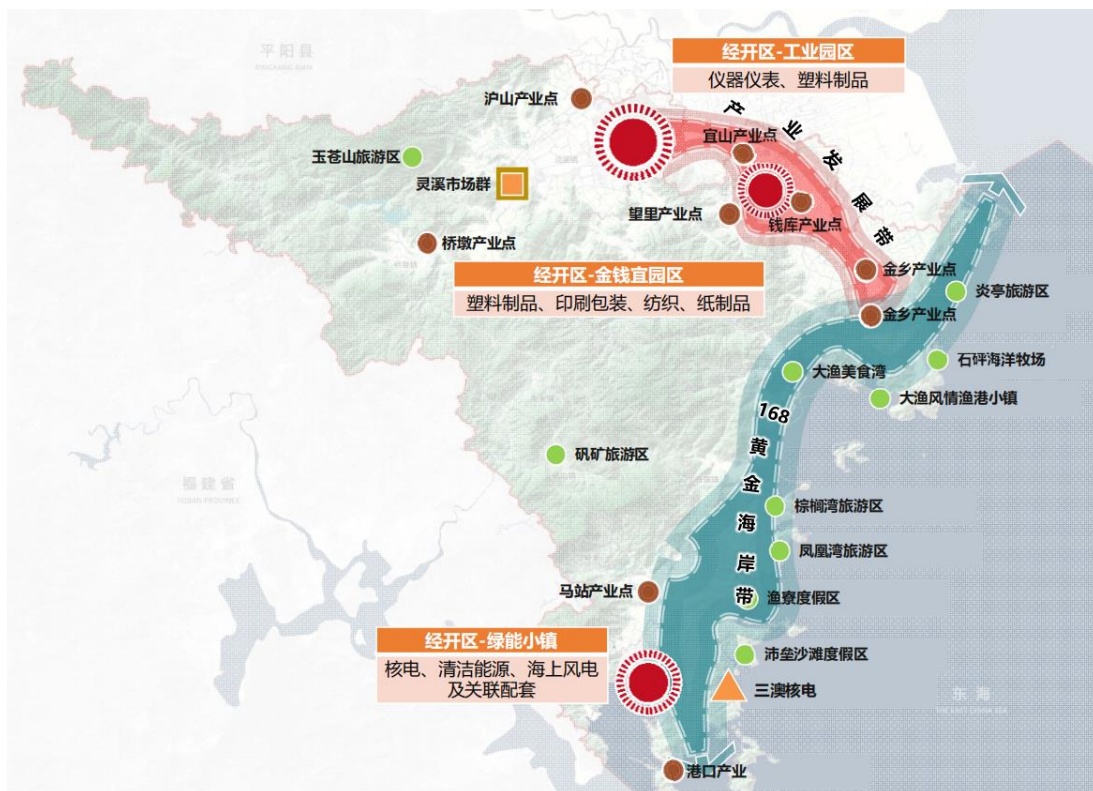 平阳县
PINGYANG XIAN
经开区-工业园区
仪器仪表、塑料制品
产业发展带
沪山产业点
宜山产业点
玉苍山旅游区
灵溪市场群
望里产业点
钱库产业点
桥墩产业点
经开区-金钱宜园区
塑料制品、印刷包装、纺织、纸制品
金乡产业点
炎亭旅游区
金乡产业点
石砰海洋牧场
大渔美食湾
大渔风情渔港小镇
168黄金海岸带
矾矿旅游区
福建省
FUJIAN PROVINCE
棕榈湾旅游区
凤凰湾旅游区
马站产业点
渔寮度假区
经开区-绿能小镇
核电、清洁能源、海上风电
及关联配套
沛垒沙滩度假区
三澳核电
东海
港口产业